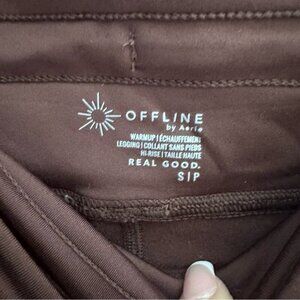 OFFLINE
by Aerie
WARMUP | ÉCHAUFFEMENT
LEGGING | COLLANT SANS PIEDS
HI-RISE | TAILLE HAUTE
REAL GOOD.
S|P